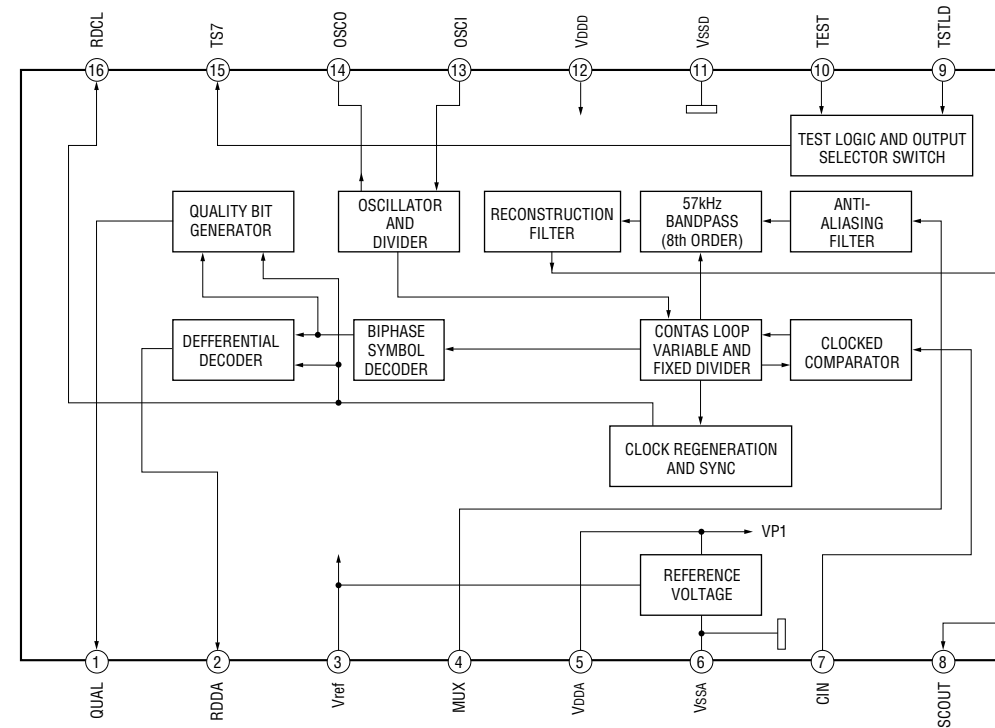 RDCL
TS7
OSCO
OSCI
VDDD
VSSD
TEST
TSTLD
16
15
14
13
12
11
10
9
TEST LOGIC AND OUTPUT
SELECTOR SWITCH
QUALITY BIT
GENERATOR
OSCILLATOR
AND
DIVIDER
RECONSTRUCTION
FILTER
57kHz
BANDPASS
(8th ORDER)
ANTI-
ALIASING
FILTER
DEFFERENTIAL
DECODER
BIPHASE
SYMBOL
DECODER
CONTAS LOOP
VARIABLE AND
FIXED DIVIDER
CLOCKED
COMPARATOR
CLOCK REGENERATION
AND SYNC
VP1
REFERENCE
VOLTAGE
1
2
3
4
5
6
7
8
QUAL
RDDA
Vref
MUX
VDDA
VSSA
CIN
SCOUT